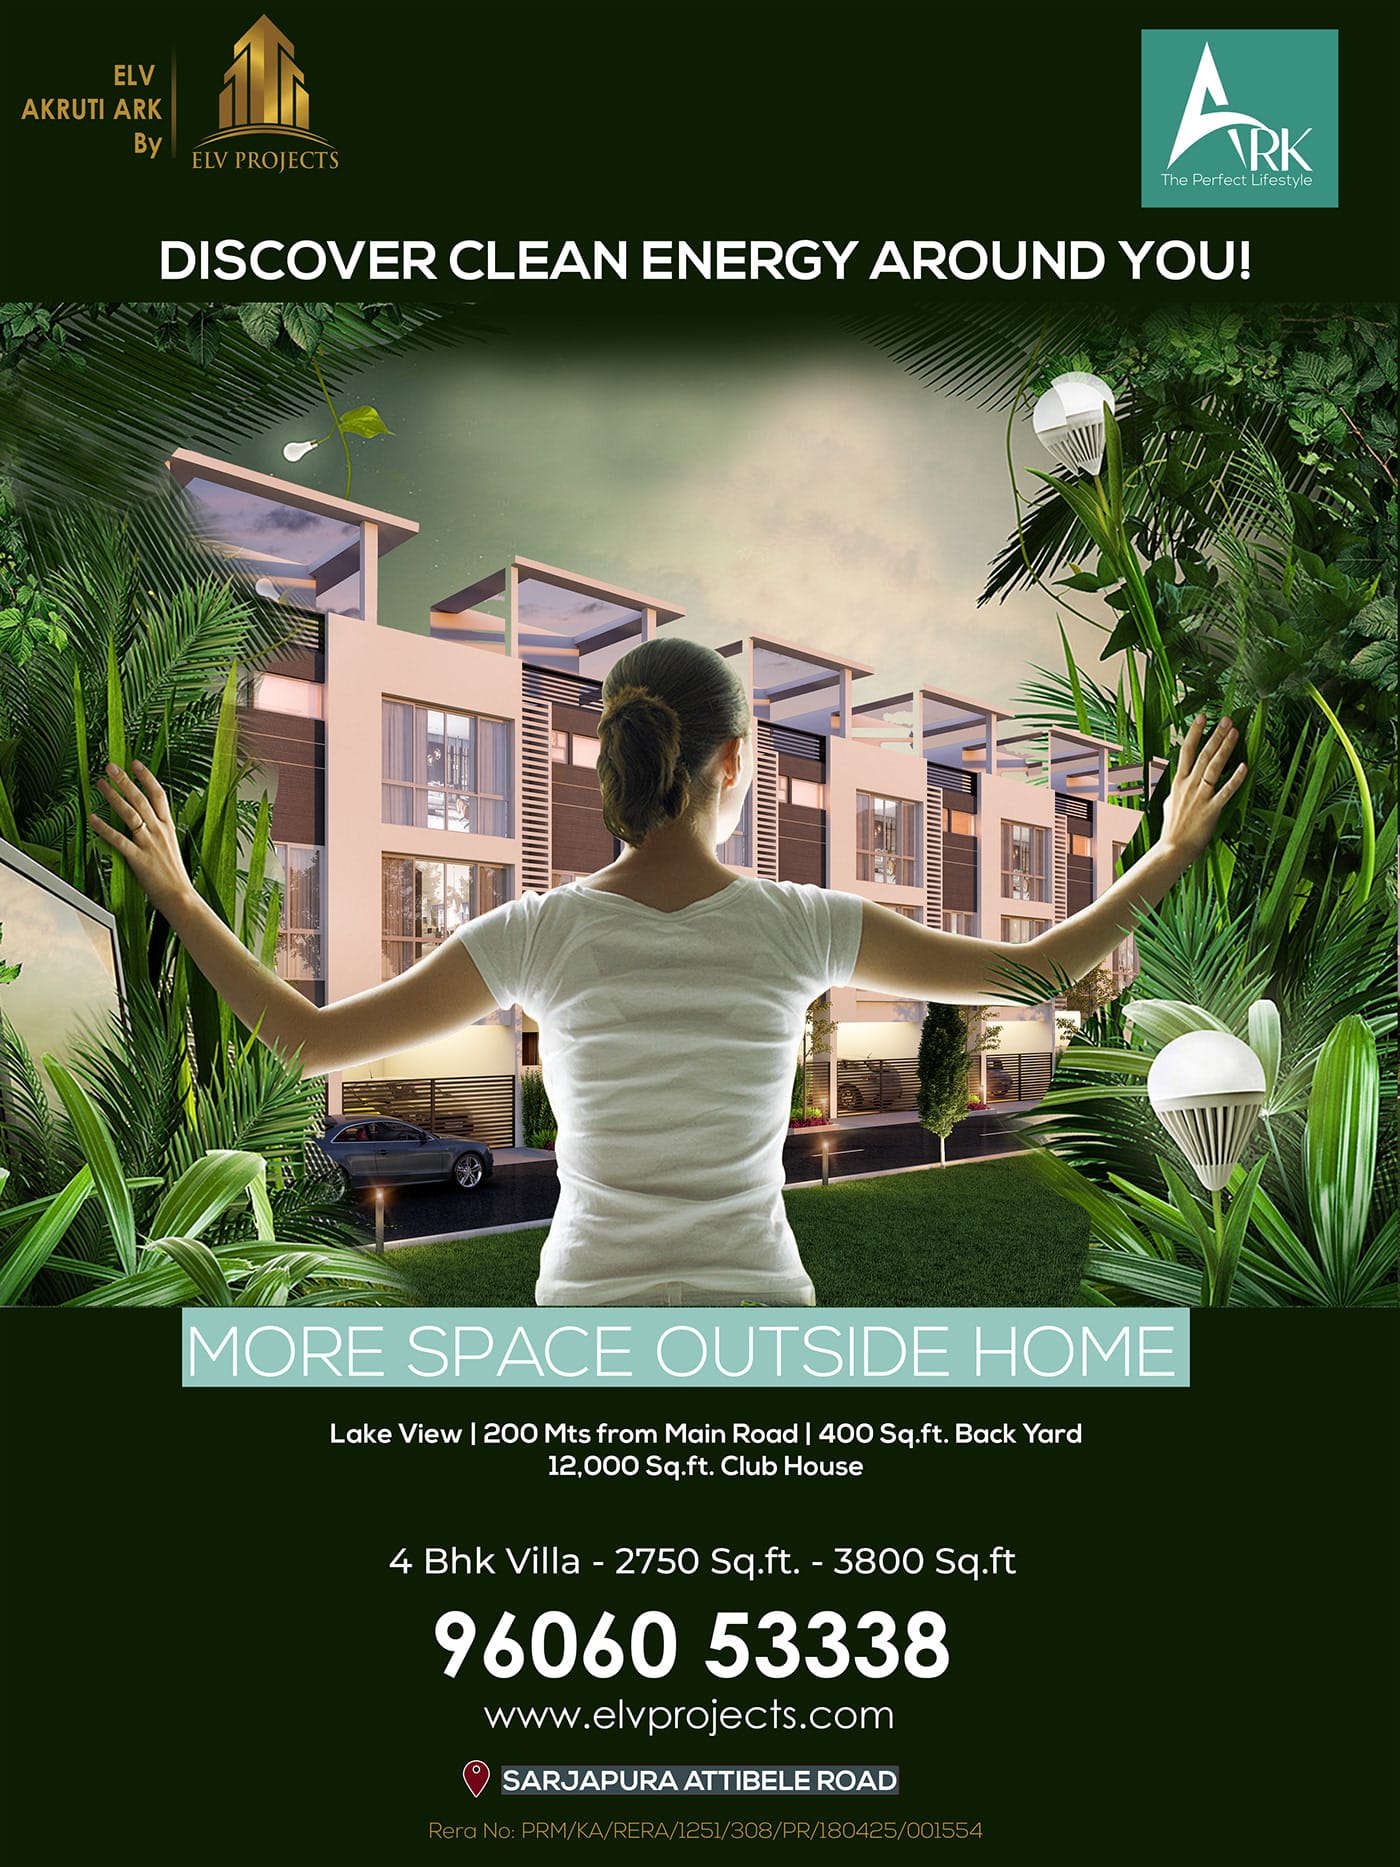 ELV
AKRUTI ARK
By
ELV PROJECTS
ARK
The Perfect Lifestyle
DISCOVER CLEAN ENERGY AROUND YOU!
MORE SPACE OUTSIDE HOME
Lake View | 200 Mts from Main Road | 400 Sq.ft. Back Yard
12,000 Sq.ft. Club House
4 Bhk Villa - 2750 Sq.ft. - 3800 Sq.ft
96060 53338
www.elvprojects.com
SARJAPURA ATTIBELE ROAD
Rera No: PRM/KA/RERA/1251/308/PR/180425/001554